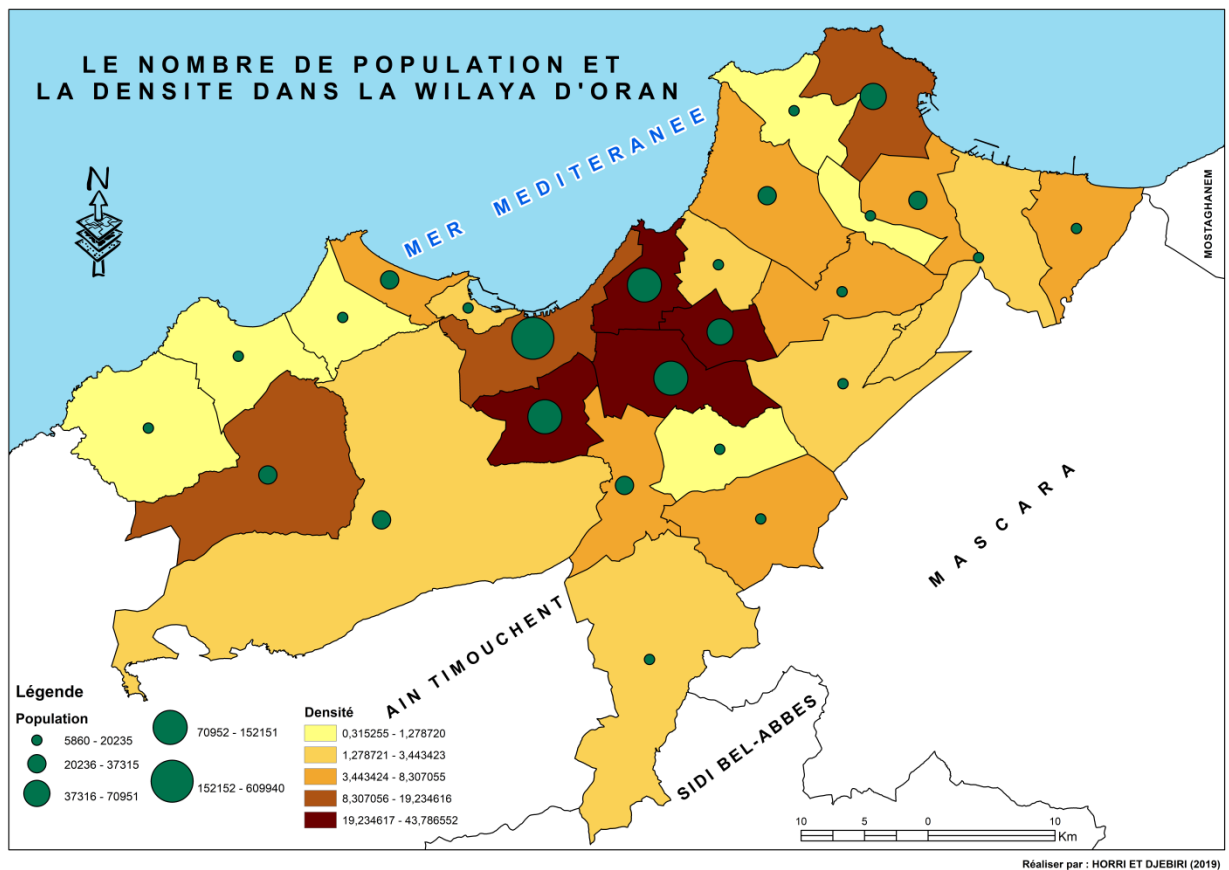 LE NOMBRE DE POPULATION ET
LA DENSITE DANS LA WILAYA D'ORAN
N
MER MEDITERANEE
MOSTAGHANEM
MASCARA
AIN TIMOUCHENT
SIDI BEL-ABBES
Légende
Population
5860 - 20235
20236 - 37315
37316 - 70951
70952 - 152151
152152 - 609940
Densité
0,315255 - 1,278720
1,278721 - 3,443423
3,443424 - 8,307055
8,307056 - 19,234616
19,234617 - 43,786552
10 5 0 10
Km
Réaliser par : HORRI ET DJEBIRI (2019)